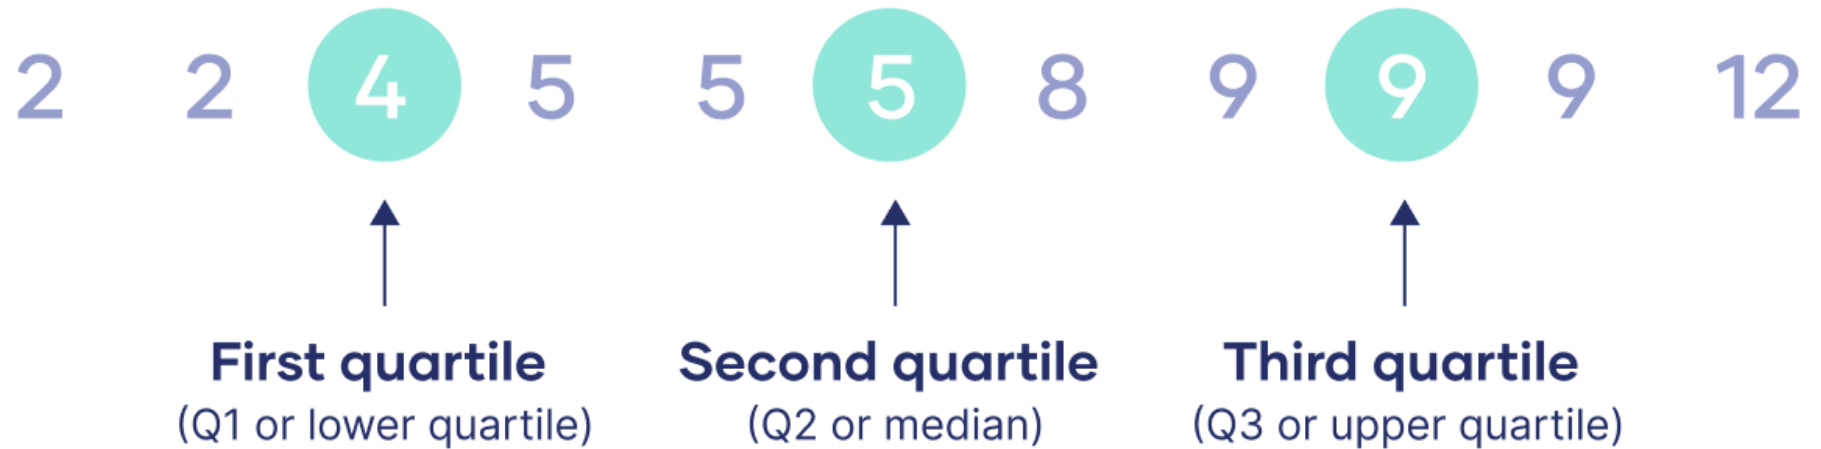 2 2 4 5 5 5 8 9 9 9 12
First quartile Second quartile Third quartile
(Q1 or lower quartile) (Q2 or median) (Q3 or upper quartile)